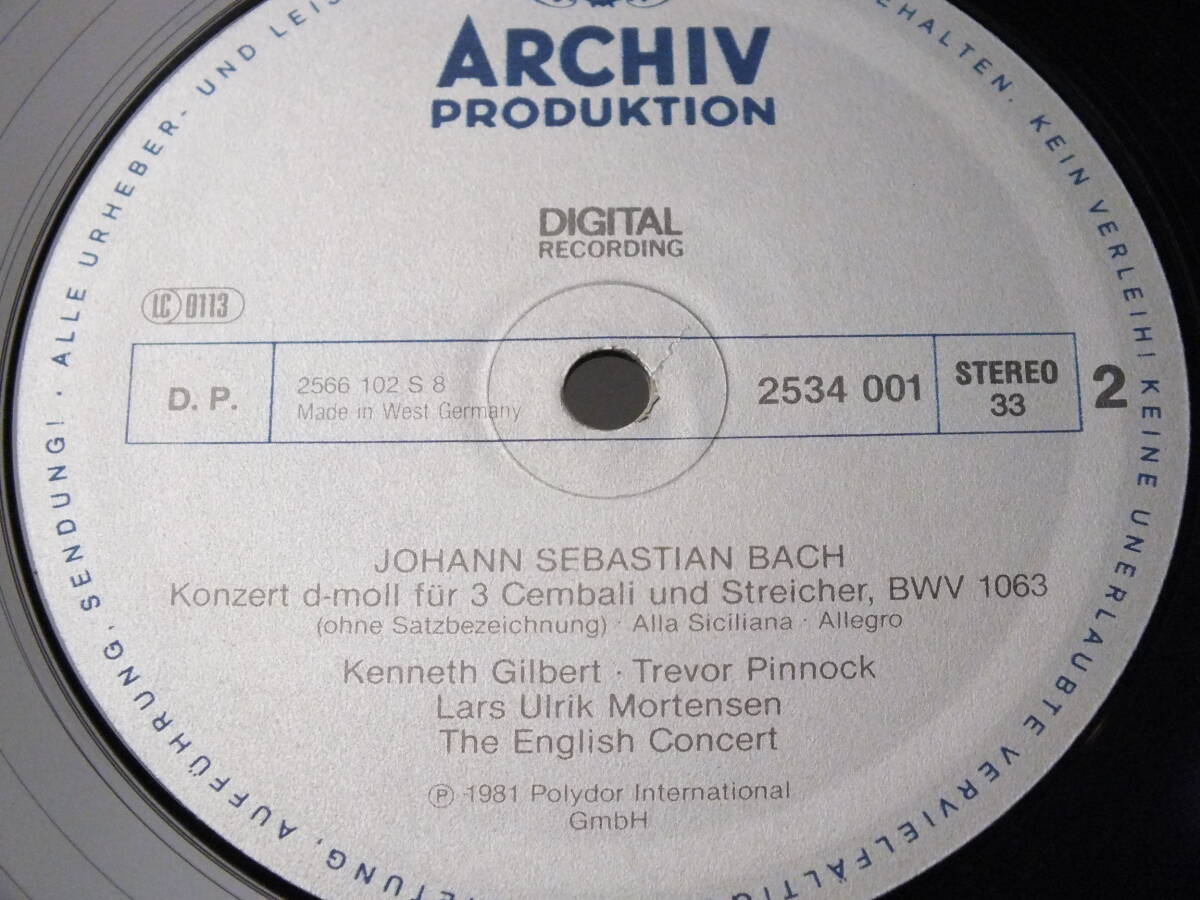 ARCHIV
PRODUKTION
DIGITAL
RECORDING
LC 0113
D. P.
2566 102 S 8
Made in West Germany
2534 001
STEREO
33
2
JOHANN SEBASTIAN BACH
Konzert d-moll für 3 Cembali und Streicher, BWV 1063
(ohne Satzbezeichnung) · Alla Siciliana · Allegro
Kenneth Gilbert · Trevor Pinnock
Lars Ulrik Mortensen
The English Concert
℗ 1981 Polydor International
GmbH
KEIN VERLEIH! KEINE UNERLAUBTE
AUFFÜHRUNG, SENDUNG! · ALLE URHEBER- UND